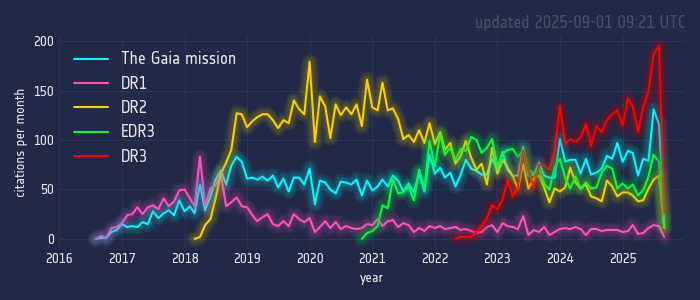 updated 2025-09-01 09:21 UTC
200
150
100
50
0
citations per month
The Gaia mission
DR1
DR2
EDR3
DR3
2016 2017 2018 2019 2020 2021 2022 2023 2024 2025
year